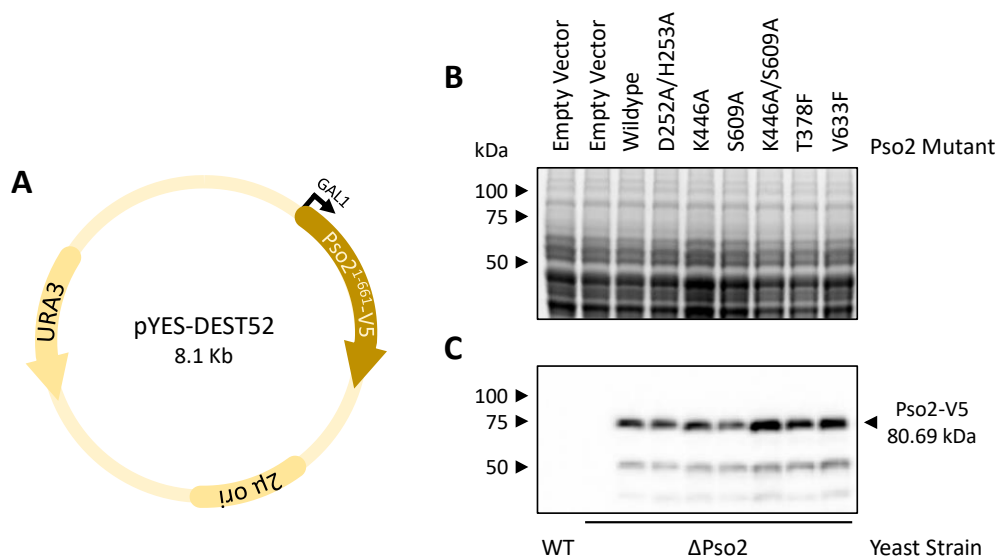 A
GAL1
Pso2¹⁻⁶⁶¹-V5
URA3
pYES-DEST52
8.1 Kb
2μ ori
B
Empty Vector
Empty Vector
Wildype
D252A/H253A
K446A
S609A
K446A/S609A
T378F
V633F
Pso2 Mutant
kDa
100
75
50
C
100
75
50
Pso2-V5
80.69 kDa
WT
ΔPso2
Yeast Strain